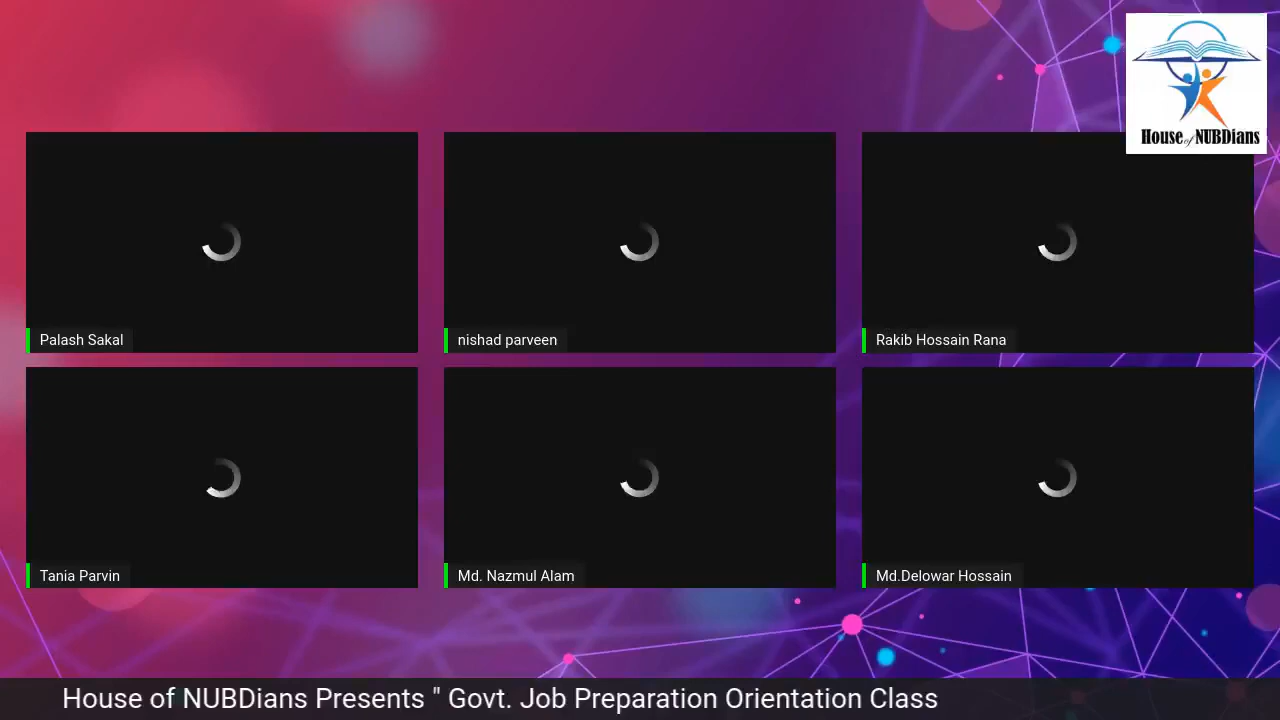 House of NUBDians
Palash Sakal
nishad parveen
Rakib Hossain Rana
Tania Parvin
Md. Nazmul Alam
Md.Delowar Hossain
House of NUBDians Presents " Govt. Job Preparation Orientation Class